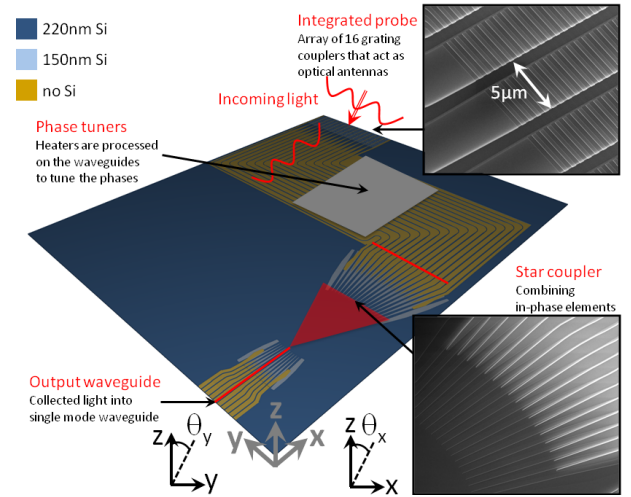 220nm Si
150nm Si
no Si
Integrated probe
Array of 16 grating
couplers that act as
optical antennas
5μm
Incoming light
Phase tuners
Heaters are processed
on the waveguides
to tune the phases
Star coupler
Combining
in-phase elements
Output waveguide
Collected light into
single mode waveguide
z
θy
y
z
y
x
z
θx
x